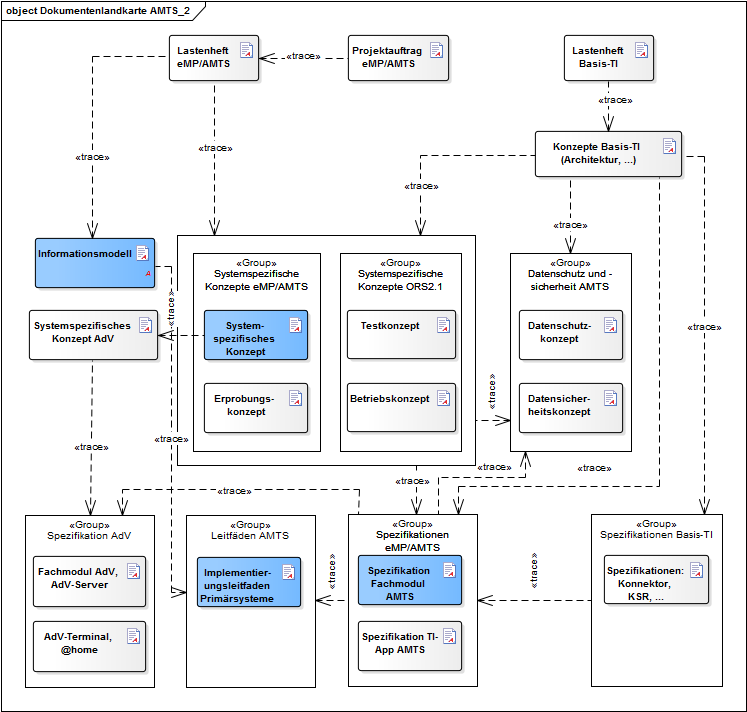 object Dokumentenlandkarte AMTS_2
Lastenheft
eMP/AMTS
«trace»
Projektauftrag
eMP/AMTS
Lastenheft
Basis-TI
«trace»
Konzepte Basis-TI
(Architektur, ...)
«trace»
«trace»
«trace»
«trace»
Informationsmodell
A
«trace»
«Group»
Systemspezifische
Konzepte eMP/AMTS
System-
spezifisches
Konzept
Erprobungs-
konzept
«Group»
Systemspezifische
Konzepte ORS2.1
Testkonzept
Betriebskonzept
«trace»
«Group»
Datenschutz und -
sicherheit AMTS
Datenschutz-
konzept
Datensicher-
heitskonzept
«trace»
Systemspezifisches
Konzept AdV
«trace»
«trace»
«trace»
«trace»
«trace»
«trace»
«trace»
«Group»
Spezifikation AdV
Fachmodul AdV,
AdV-Server
AdV-Terminal,
@home
«Group»
Leitfäden AMTS
Implementier-
ungsleitfaden
Primärsysteme
«trace»
«Group»
Spezifikationen
eMP/AMTS
Spezifikation
Fachmodul
AMTS
Spezifikation TI-
App AMTS
«trace»
«Group»
Spezifikationen Basis-TI
Spezifikationen:
Konnektor,
KSR, ...